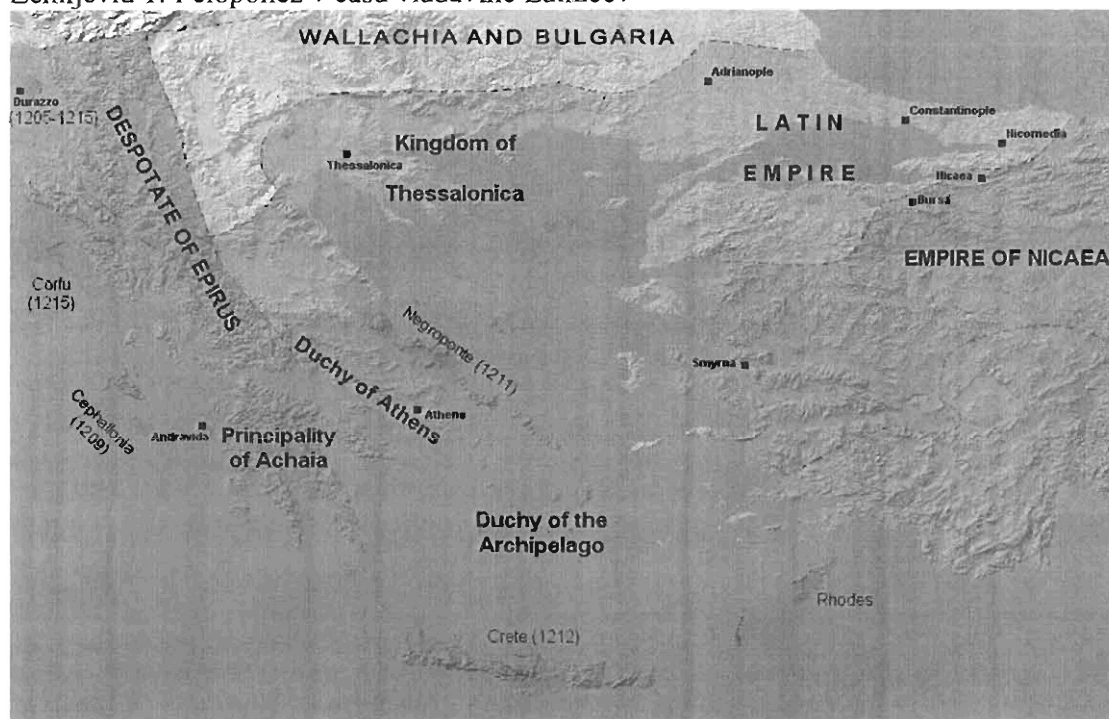 WALLACHIA AND BULGARIA
Adrianople
Durazzo
(1205-1215)
Constantinople
LATIN
EMPIRE
Nicomedia
Kingdom of
Thessalonica
Thessalonica
Nicaea
Bursa
DESPOTATE OF EPIRUS
EMPIRE OF NICAEA
Corfu
(1215)
Negroponte (1211)
Smyrna
Duchy of Athens
Athens
Cephallonia
(1209)
Andravida
Principality
of Achaia
Duchy of the
Archipelago
Rhodes
Crete (1212)